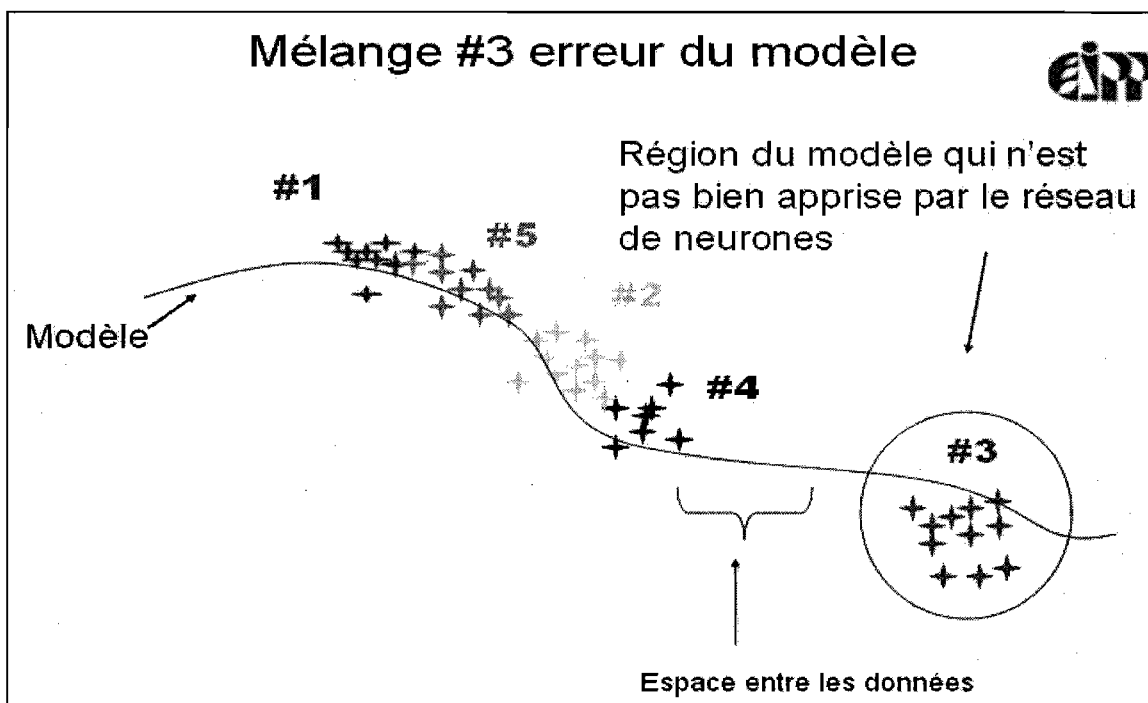 Mélange #3 erreur du modèle
Région du modèle qui n'est
pas bien apprise par le réseau
de neurones
#1
#5
#2
Modèle
#4
#3
Espace entre les données